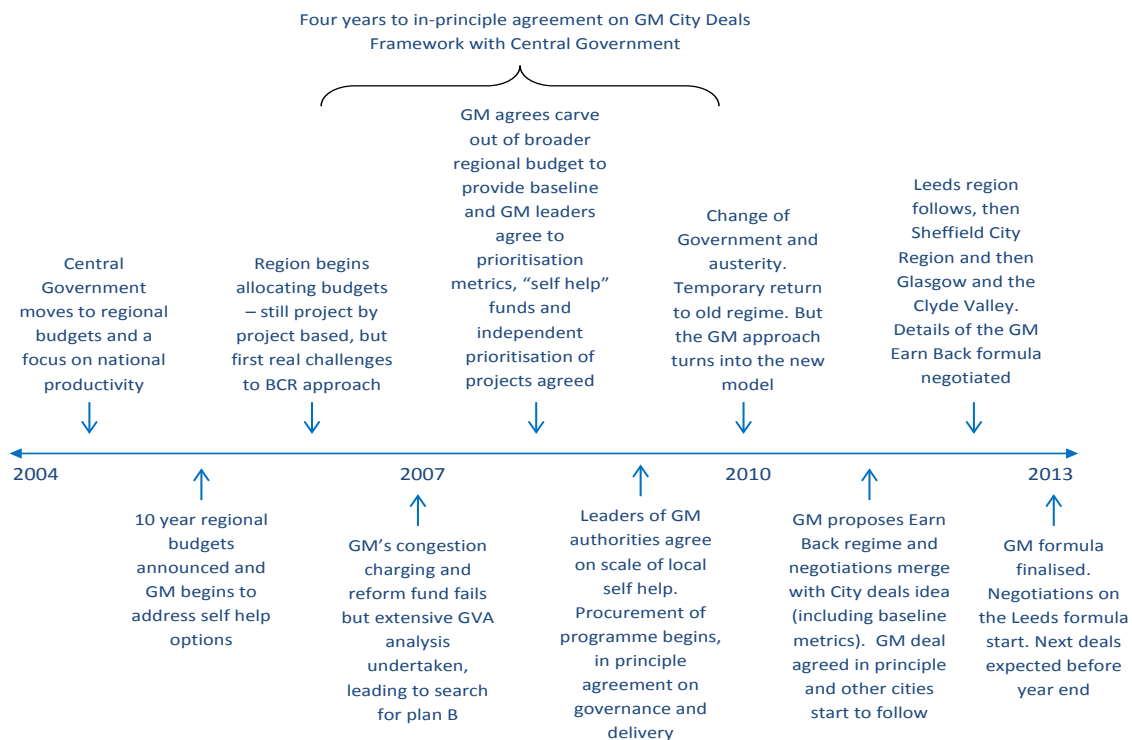 Four years to in-principle agreement on GM City Deals
Framework with Central Government
Central
Government
moves to regional
budgets and a
focus on national
productivity
Region begins
allocating budgets
– still project by
project based, but
first real challenges
to BCR approach
GM agrees carve
out of broader
regional budget to
provide baseline
and GM leaders
agree to
prioritisation
metrics, “self help”
funds and
independent
prioritisation of
projects agreed
Change of
Government and
austerity.
Temporary return
to old regime. But
the GM approach
turns into the new
model
Leeds region
follows, then
Sheffield City
Region and then
Glasgow and the
Clyde Valley.
Details of the GM
Earn Back formula
negotiated
2004
2007
2010
2013
10 year regional
budgets
announced and
GM begins to
address self help
options
GM’s congestion
charging and
reform fund fails
but extensive GVA
analysis
undertaken,
leading to search
for plan B
Leaders of GM
authorities agree
on scale of local
self help.
Procurement of
programme begins,
in principle
agreement on
governance and
delivery
GM proposes Earn
Back regime and
negotiations merge
with City deals idea
(including baseline
metrics). GM deal
agreed in principle
and other cities
start to follow
GM formula
finalised.
Negotiations on
the Leeds formula
start. Next deals
expected before
year end